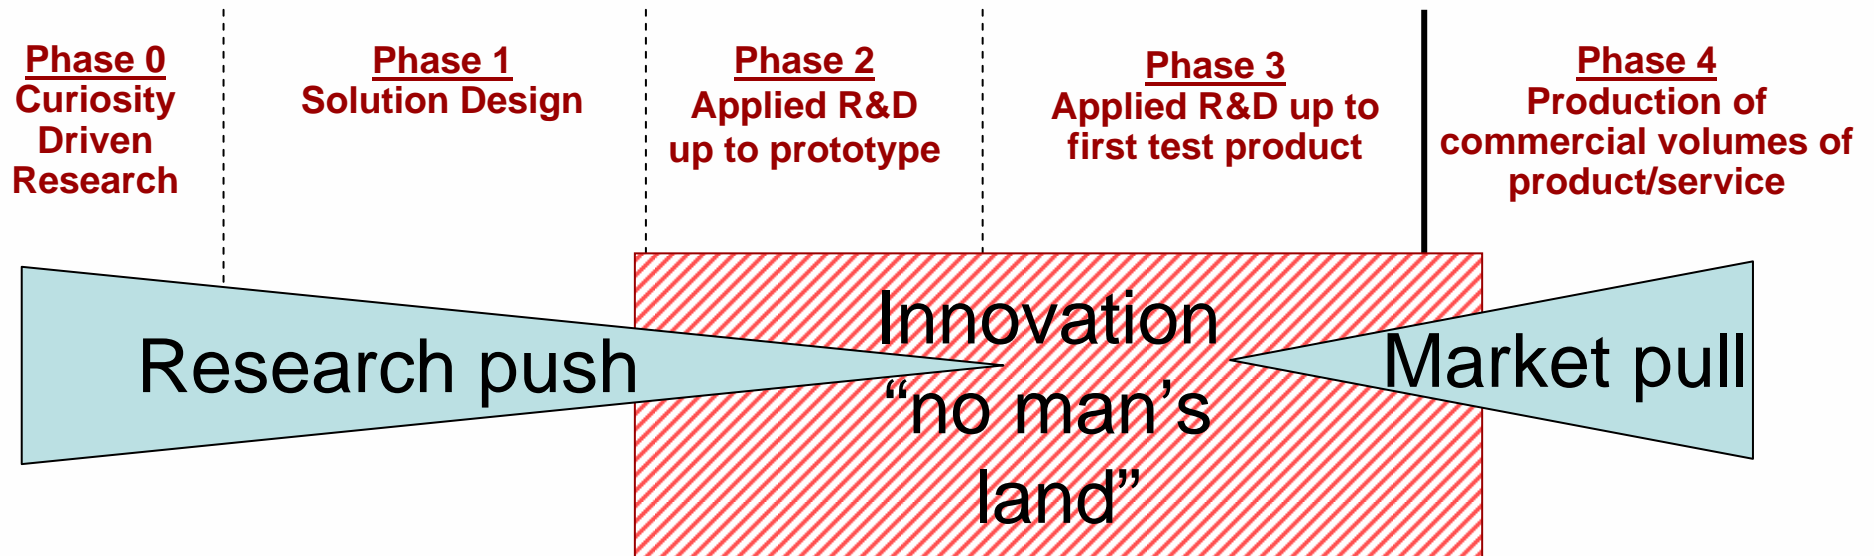 Phase 0
Curiosity
Driven
Research
Phase 1
Solution Design
Phase 2
Applied R&D
up to prototype
Phase 3
Applied R&D up to
first test product
Phase 4
Production of
commercial volumes of
product/service
Research push
Innovation
“no man’s
land”
Market pull